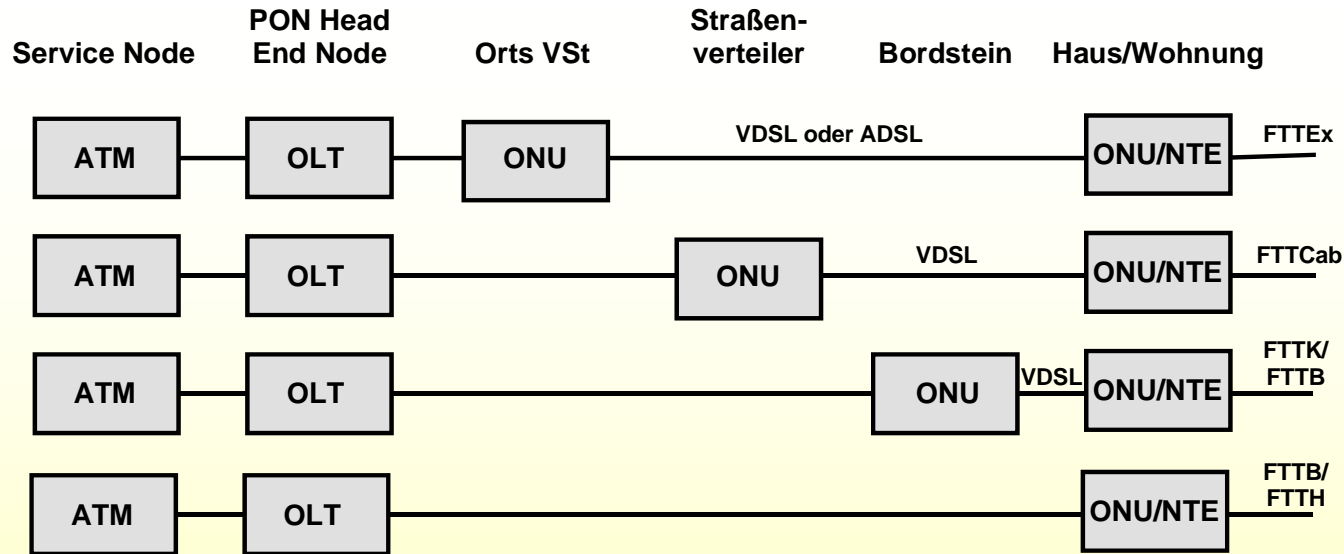 PON Head
End Node
Straßen-
verteiler
Service Node
Orts VSt
Bordstein
Haus/Wohnung
ATM
OLT
ONU
VDSL oder ADSL
ONU/NTE
FTTEx
ATM
OLT
ONU
VDSL
ONU/NTE
FTTCab
ATM
OLT
ONU
VDSL
ONU/NTE
FTTK/
FTTB
ATM
OLT
ONU/NTE
FTTB/
FTTH